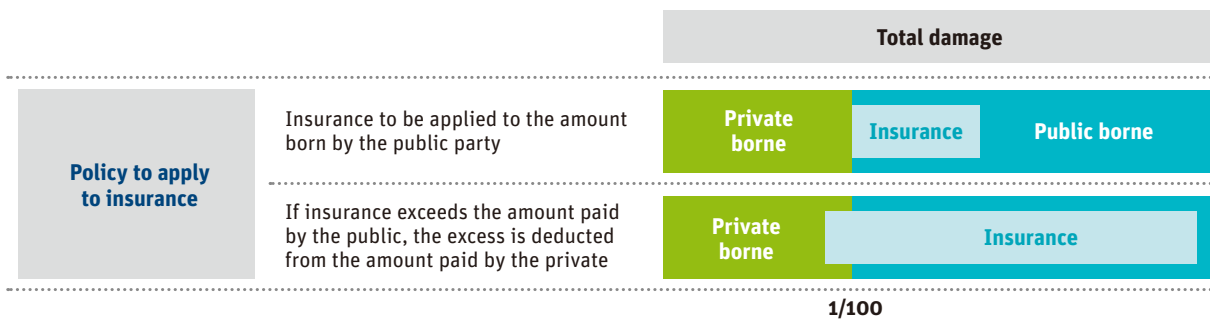 Total damage
Policy to apply
to insurance
Insurance to be applied to the amount
born by the public party
Private
borne
Insurance
Public borne
If insurance exceeds the amount paid
by the public, the excess is deducted
from the amount paid by the private
Private
borne
Insurance
1/100